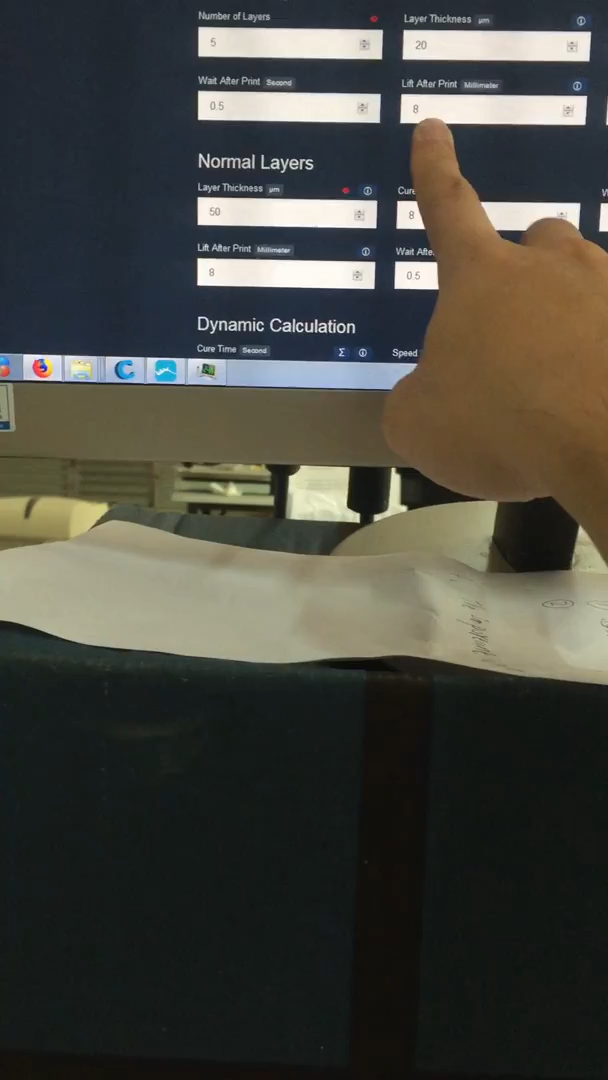 Number of Layers
Layer Thickness µm
5
20
Wait After Print Second
Lift After Print Millimeter
0.5
8
Normal Layers
Layer Thickness µm
Cure
50
8
Lift After Print Millimeter
Wait Afte
8
0.5
Dynamic Calculation
Cure Time Second
Σ
Speed